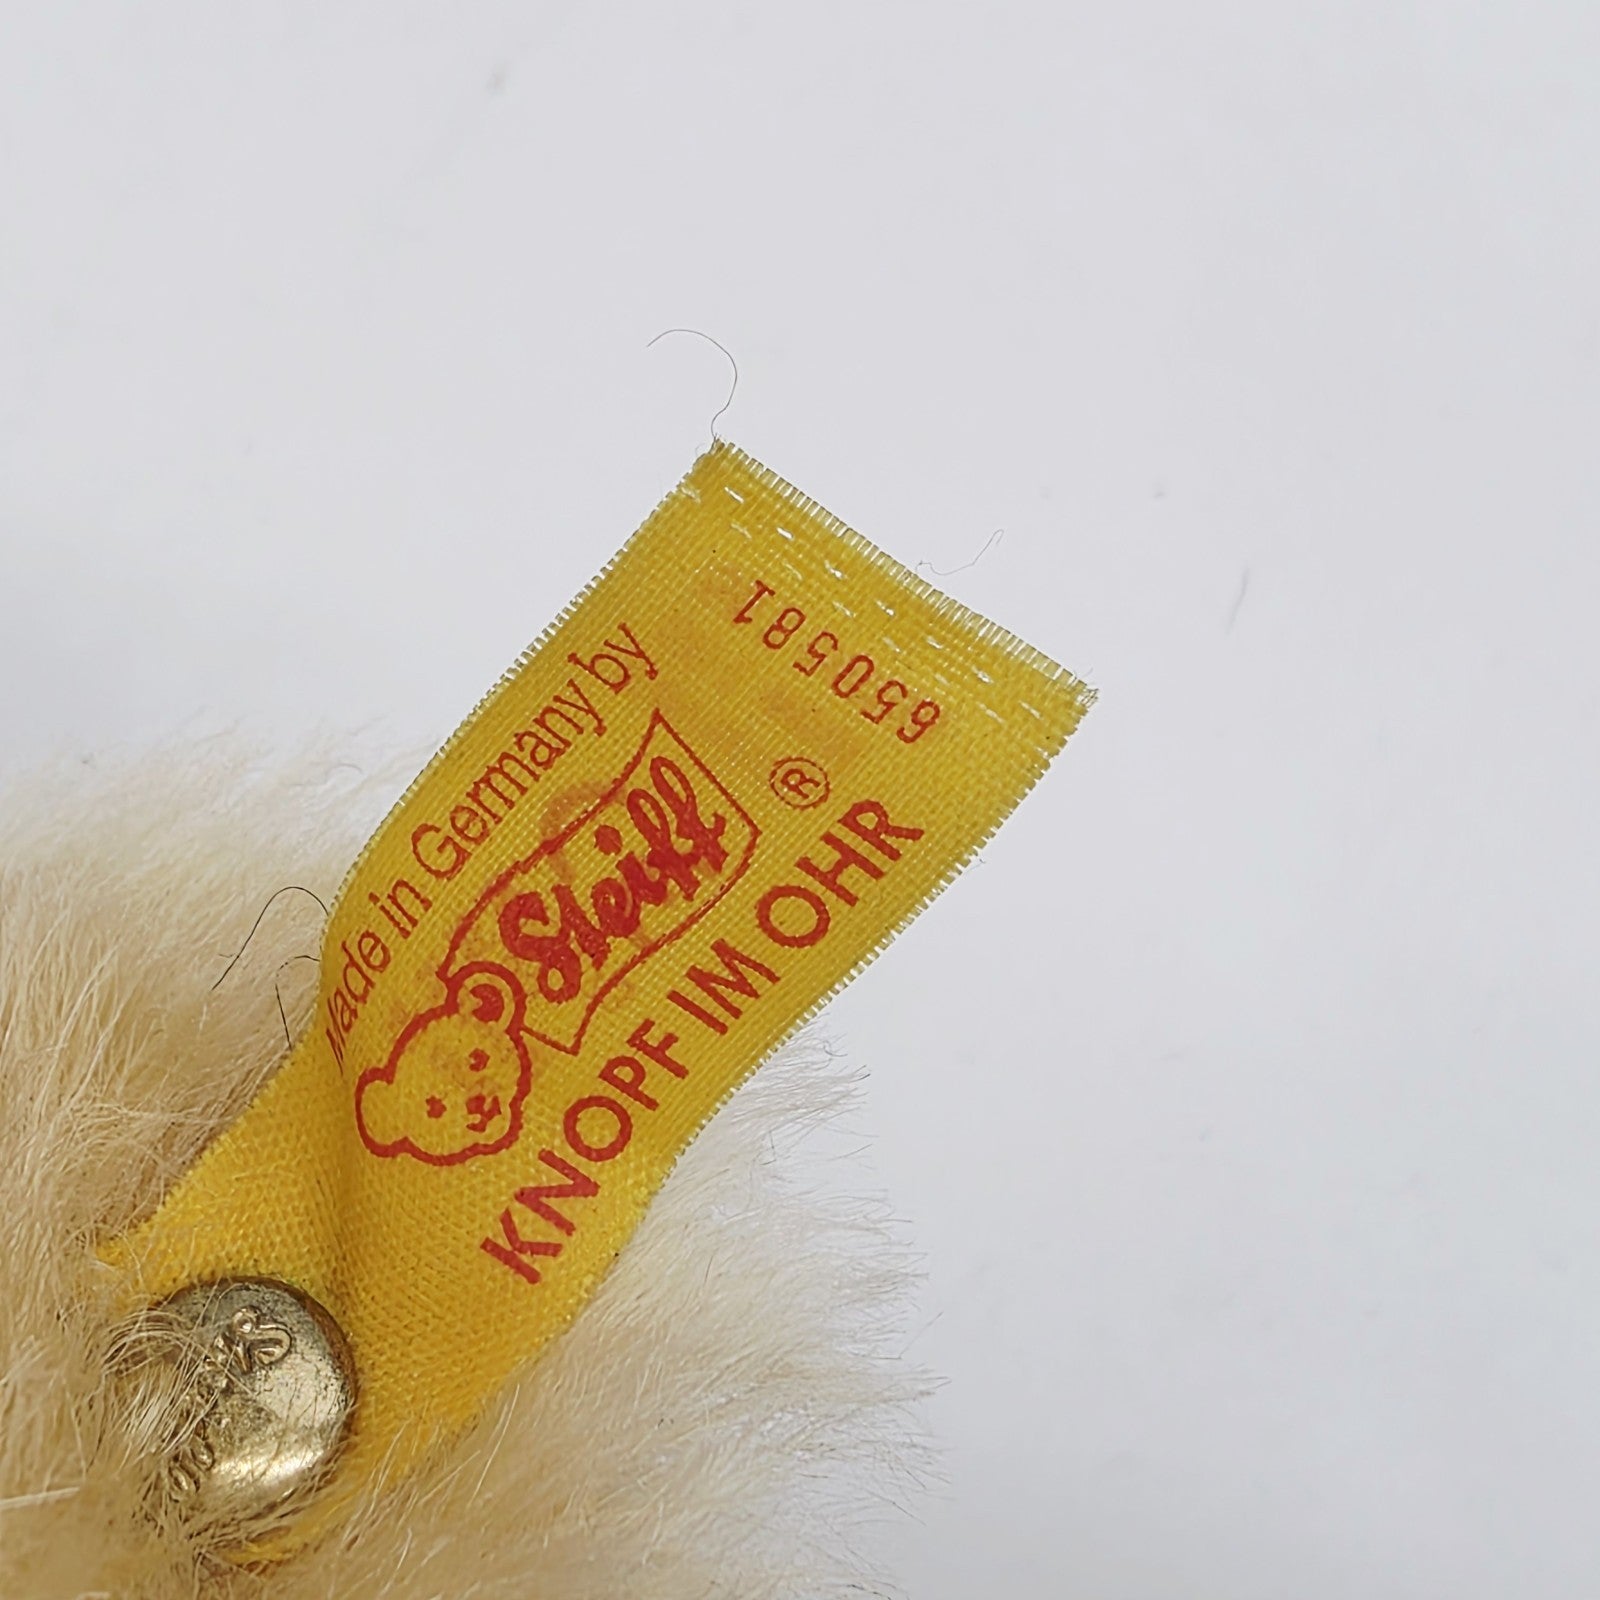 Made in Germany by
Steiff
KNOPF IM OHR ®
650581